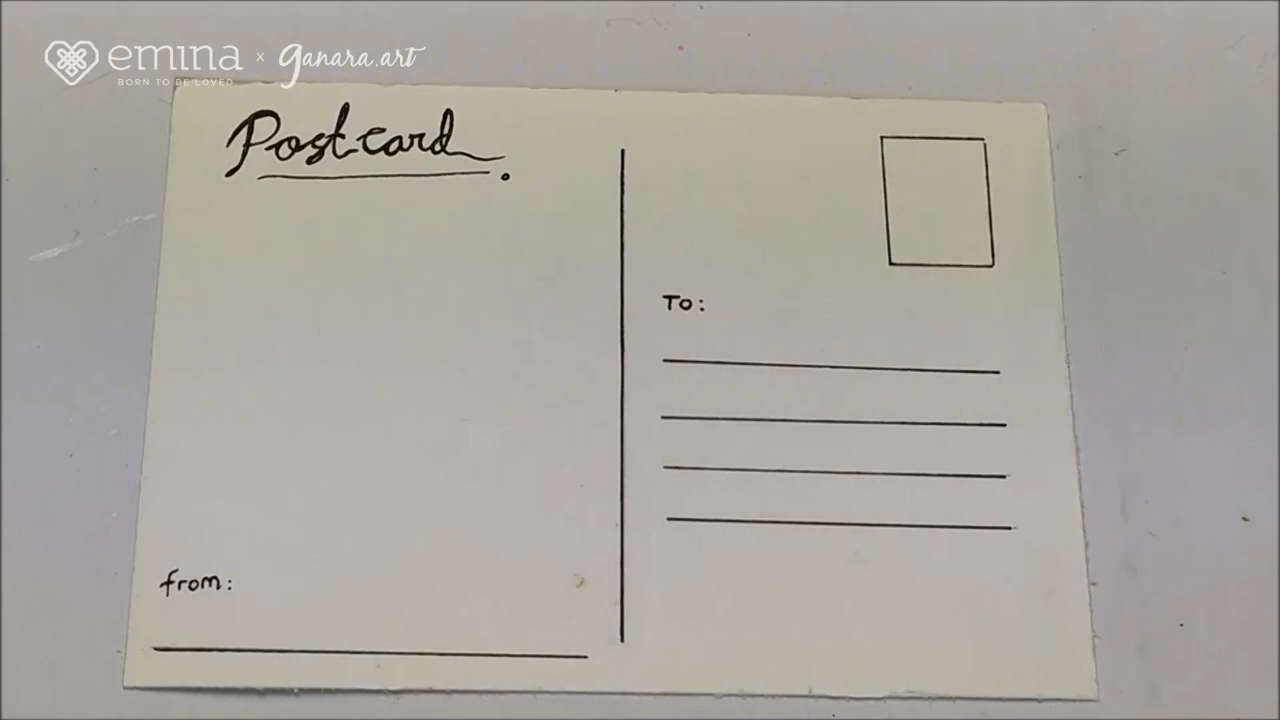 emina x ganara.art
BORN TO BE LOVED
Postcard
To:
from: